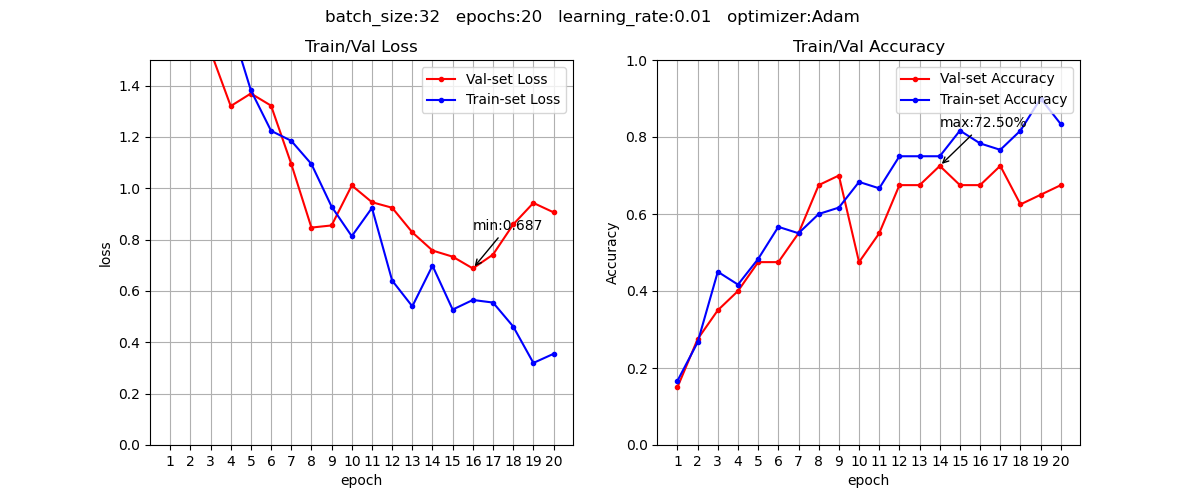 batch_size:32   epochs:20   learning_rate:0.01   optimizer:Adam
Train/Val Loss
Val-set Loss
Train-set Loss
min:0.687
1.4
1.2
1.0
0.8
0.6
0.4
0.2
0.0
loss
1 2 3 4 5 6 7 8 9 10 11 12 13 14 15 16 17 18 19 20
epoch
Train/Val Accuracy
Val-set Accuracy
Train-set Accuracy
max:72.50%
1.0
0.8
0.6
0.4
0.2
0.0
Accuracy
1 2 3 4 5 6 7 8 9 10 11 12 13 14 15 16 17 18 19 20
epoch